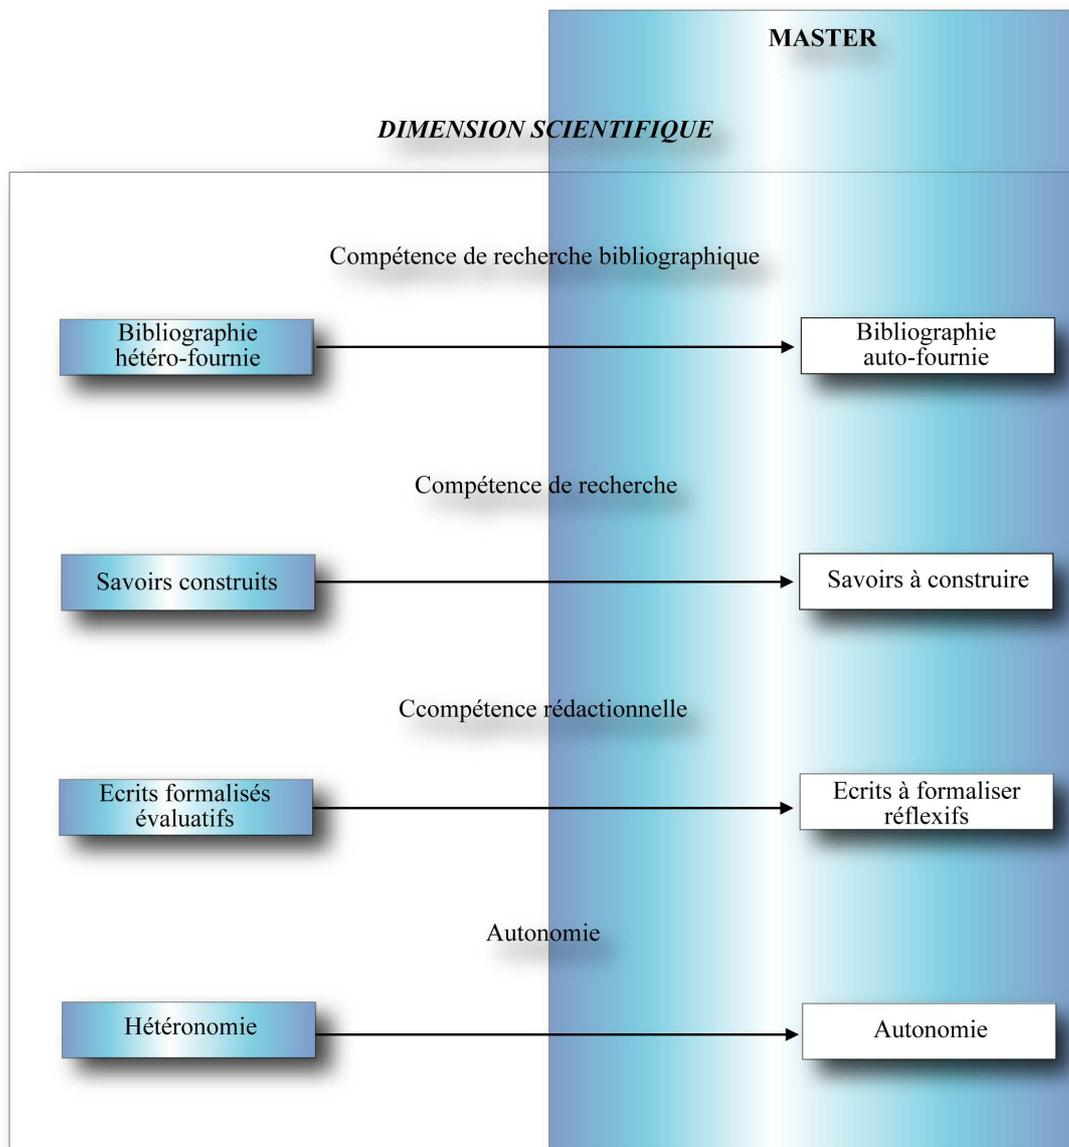 MASTER
DIMENSION SCIENTIFIQUE
Compétence de recherche bibliographique
Bibliographie
hétéro-fournie
Bibliographie
auto-fournie
Compétence de recherche
Savoirs construits
Savoirs à construire
Ccompétence rédactionnelle
Ecrits formalisés
évaluatifs
Ecrits à formaliser
réflexifs
Autonomie
Hétéronomie
Autonomie